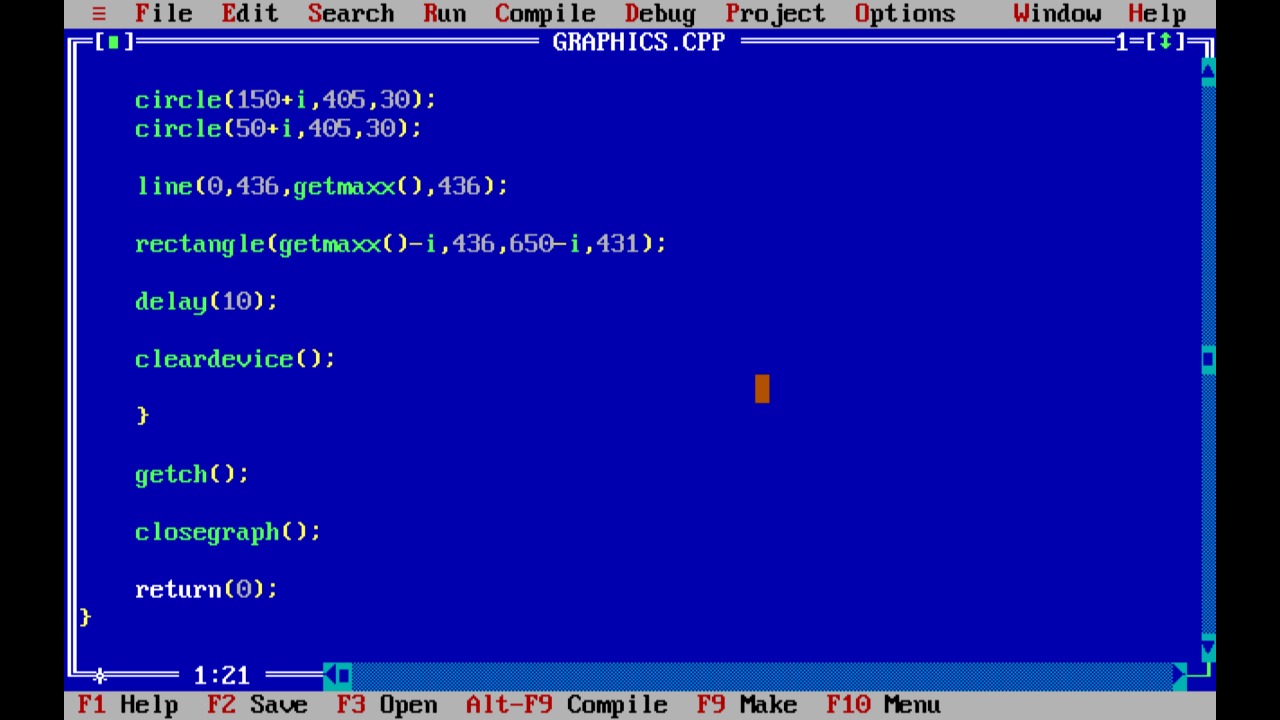 ≡ File Edit Search Run Compile Debug Project Options Window Help
[■] GRAPHICS.CPP 1=[↕]
circle(150+i,405,30);
circle(50+i,405,30);
line(0,436,getmaxx(),436);
rectangle(getmaxx()-i,436,650-i,431);
delay(10);
cleardevice();
}
getch();
closegraph();
return(0);
}
1:21
F1 Help F2 Save F3 Open Alt-F9 Compile F9 Make F10 Menu